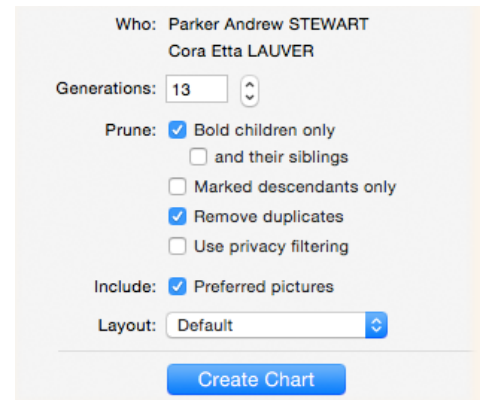 Who: Parker Andrew STEWART
Cora Etta LAUVER
Generations: 13
Prune: Bold children only
and their siblings
Marked descendants only
Remove duplicates
Use privacy filtering
Include: Preferred pictures
Layout: Default
Create Chart